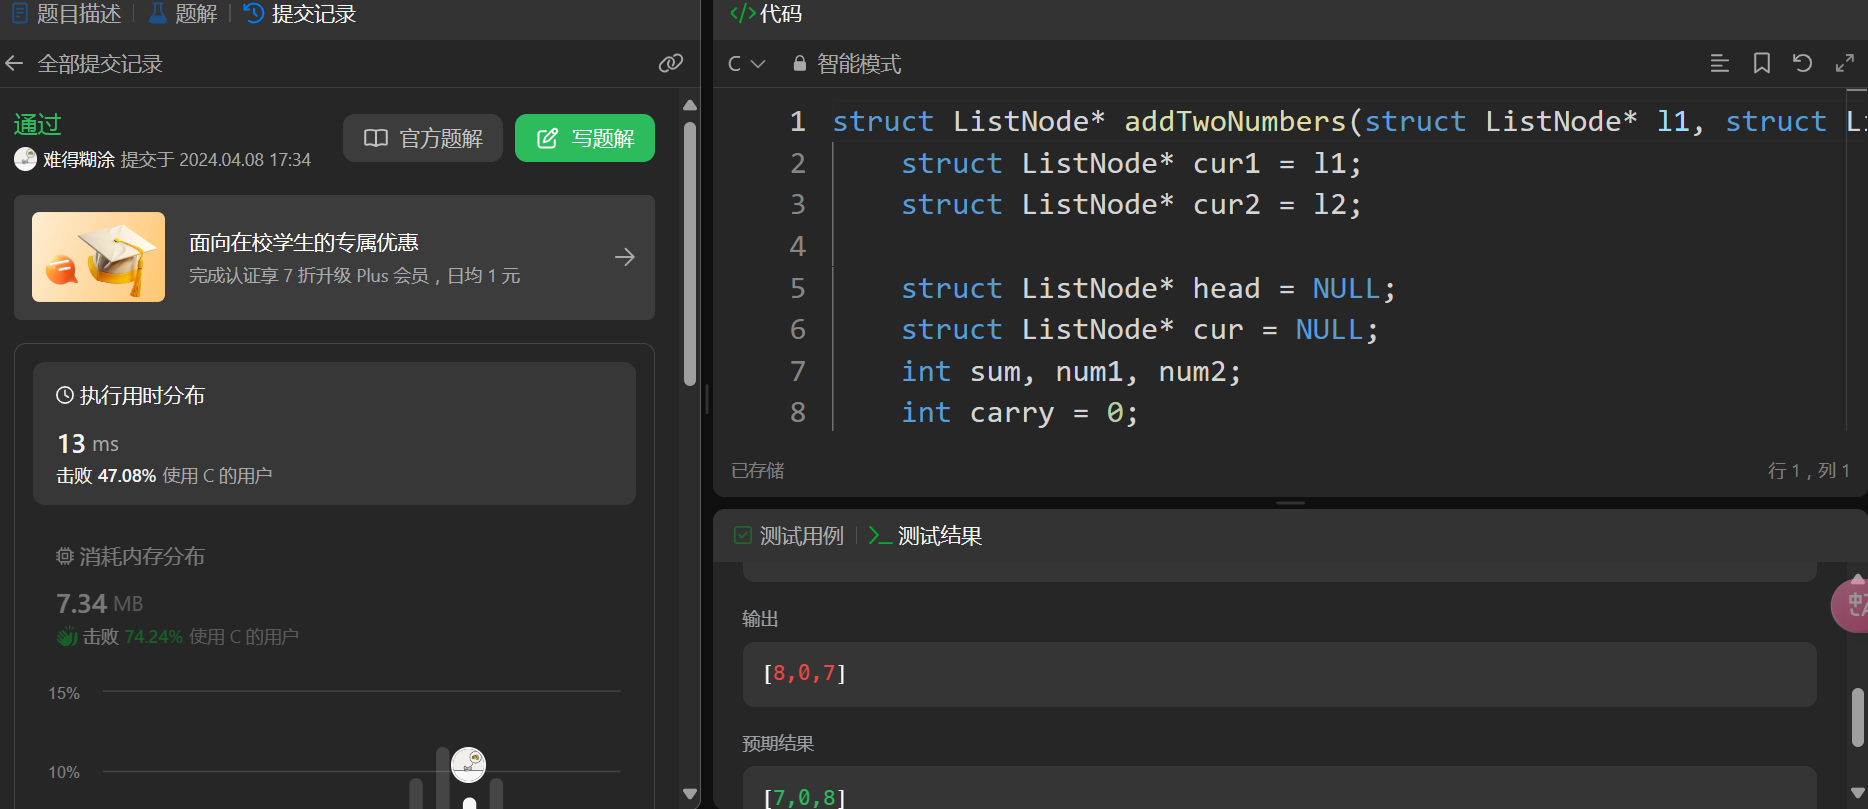 题目描述 | 题解 | 提交记录
全部提交记录
通过
难得糊涂 提交于 2024.04.08 17:34
官方题解
写题解
面向在校学生的专属优惠
完成认证享 7 折升级 Plus 会员，日均 1 元
执行用时分布
13 ms
击败 47.08% 使用 C 的用户
消耗内存分布
7.34 MB
击败 74.24% 使用 C 的用户
15%
10%
</>代码
C 智能模式
1 struct ListNode* addTwoNumbers(struct ListNode* l1, struct Li
2 struct ListNode* cur1 = l1;
3 struct ListNode* cur2 = l2;
4
5 struct ListNode* head = NULL;
6 struct ListNode* cur = NULL;
7 int sum, num1, num2;
8 int carry = 0;
已存储
行 1，列 1
测试用例 | >_ 测试结果
输出
[8,0,7]
预期结果
[7,0,8]
中